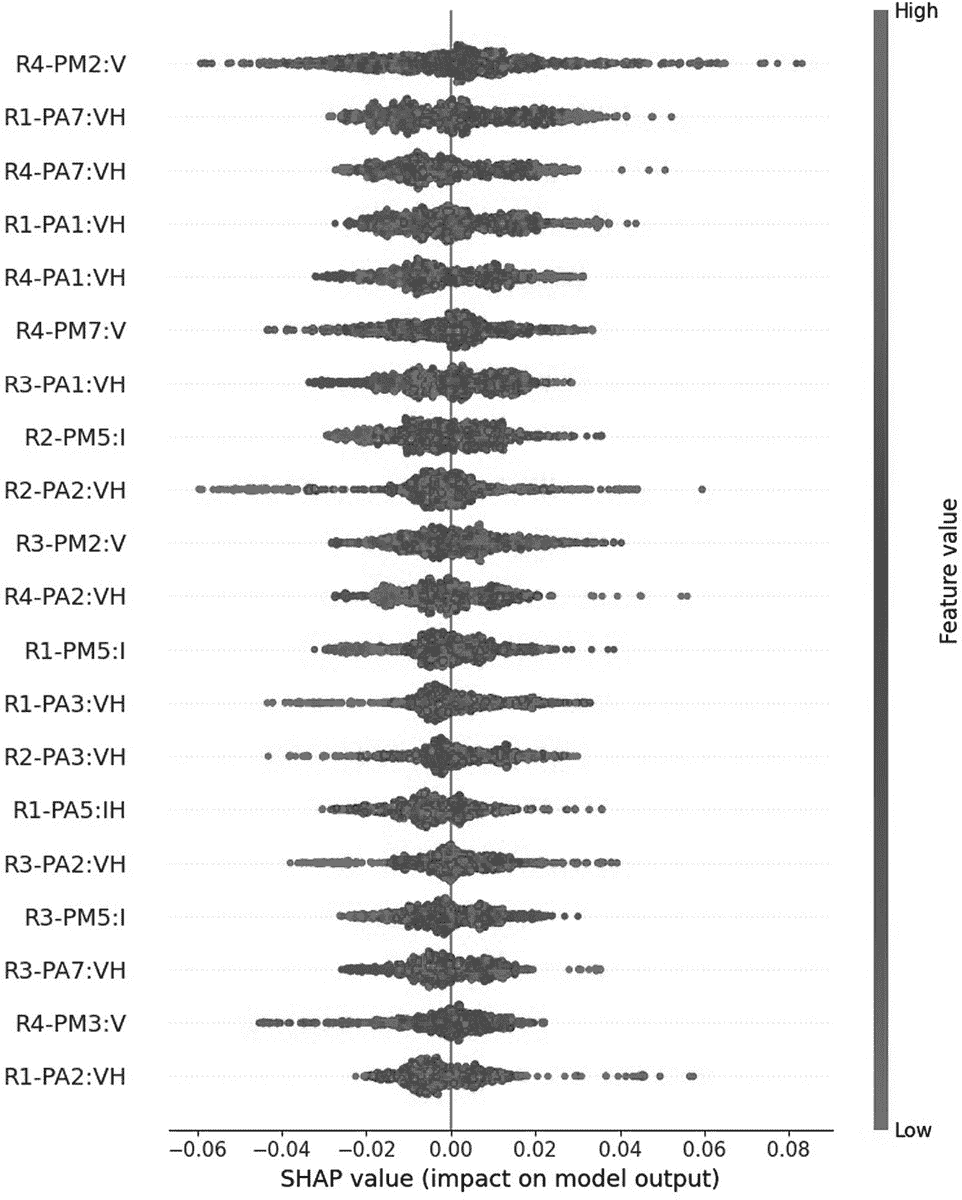 High
R4-PM2:V
R1-PA7:VH
R4-PA7:VH
R1-PA1:VH
R4-PA1:VH
R4-PM7:V
R3-PA1:VH
R2-PM5:I
R2-PA2:VH
R3-PM2:V
R4-PA2:VH
R1-PM5:I
R1-PA3:VH
R2-PA3:VH
R1-PA5:IH
R3-PA2:VH
R3-PM5:I
R3-PA7:VH
R4-PM3:V
R1-PA2:VH
Feature value
Low
−0.06 −0.04 −0.02 0.00 0.02 0.04 0.06 0.08
SHAP value (impact on model output)